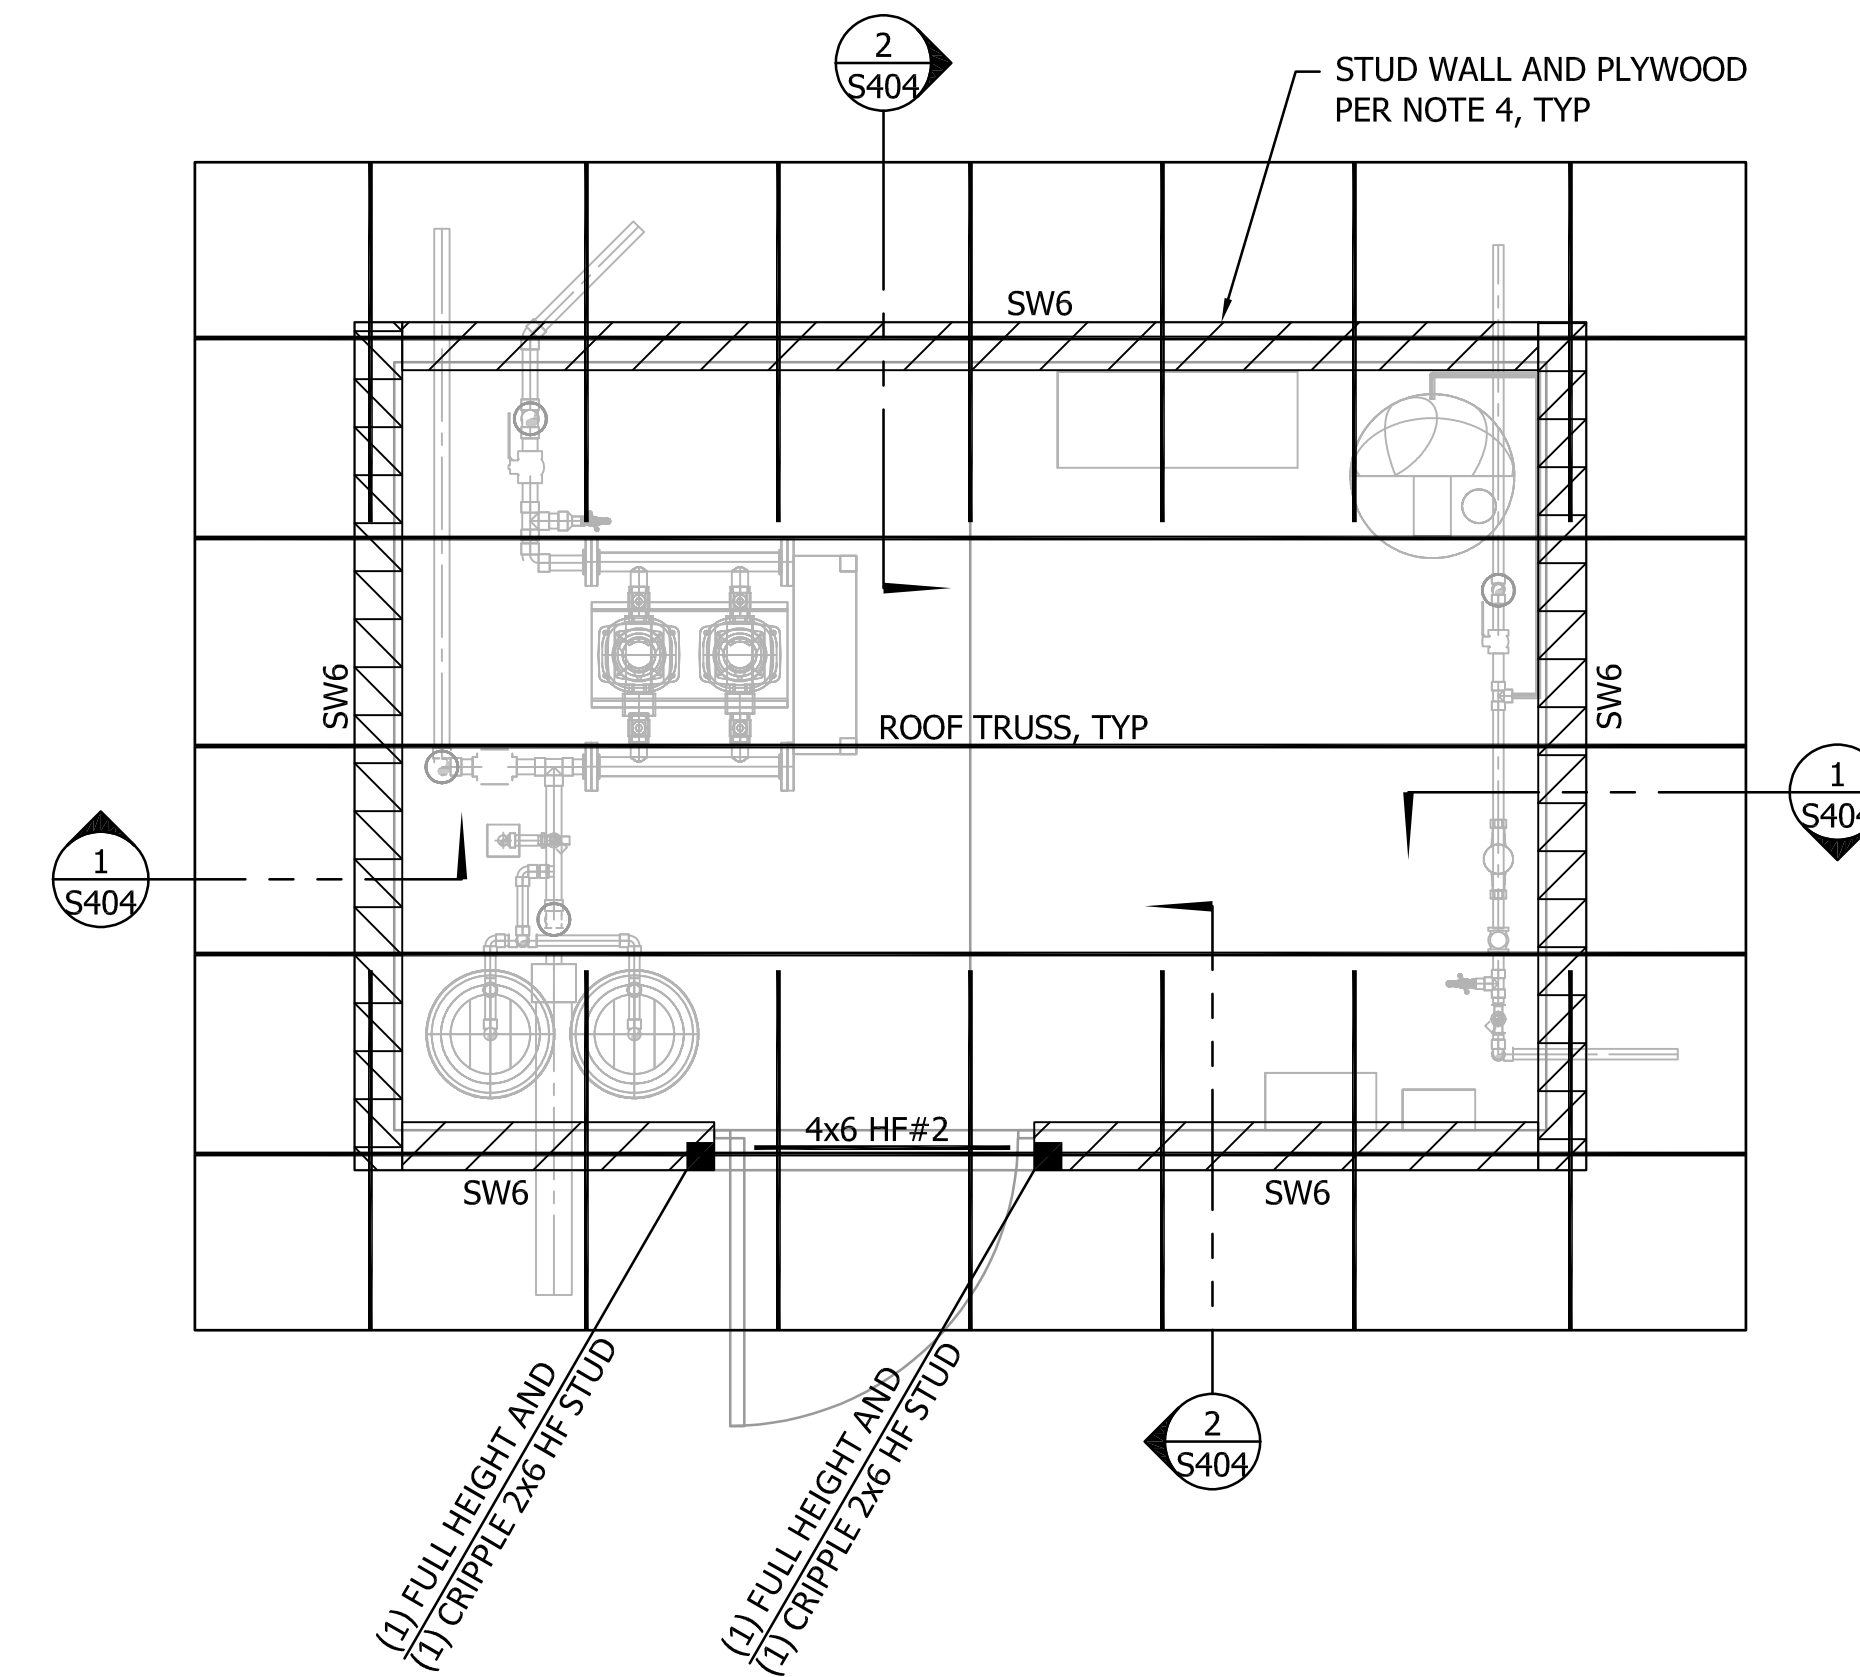 2
S404
STUD WALL AND PLYWOOD
PER NOTE 4, TYP
SW6
SW6
SW6
ROOF TRUSS, TYP
1
S404
1
S404
4x6 HF#2
SW6
SW6
(1) FULL HEIGHT AND
(1) CRIPPLE 2x6 HF STUD
(1) FULL HEIGHT AND
(1) CRIPPLE 2x6 HF STUD
2
S404